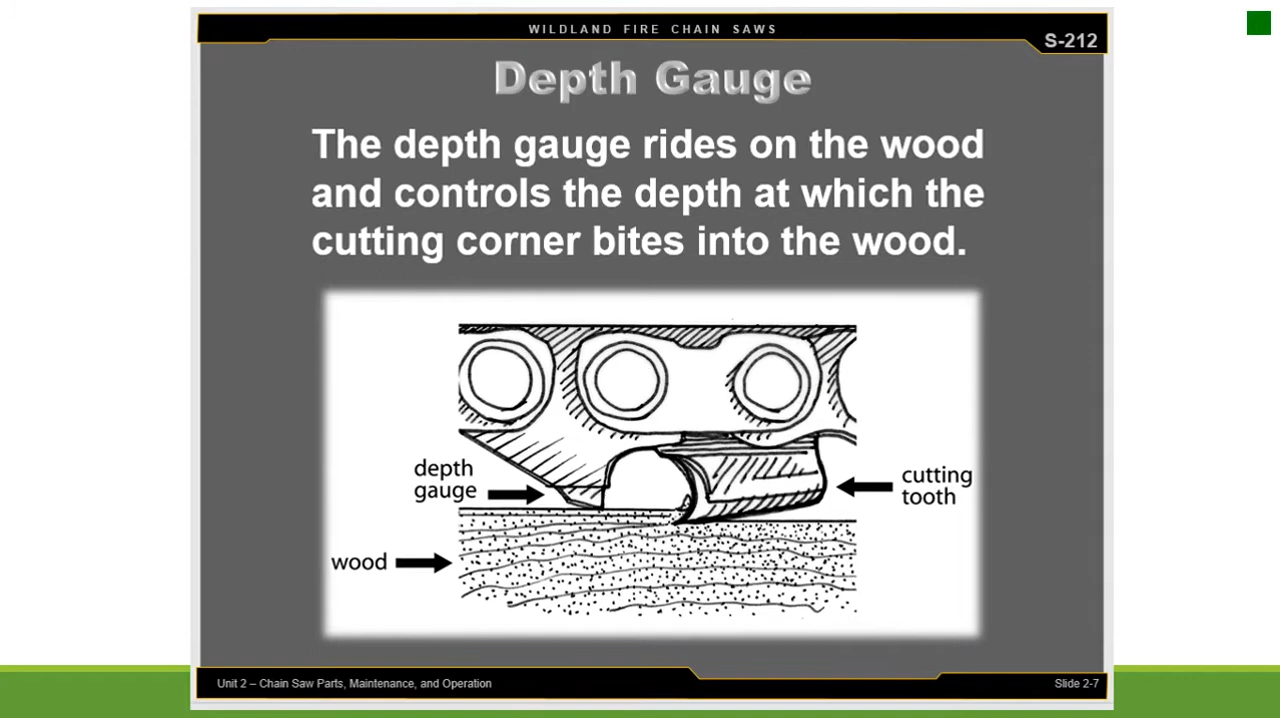 WILDLAND FIRE CHAIN SAWS
S-212
Depth Gauge
The depth gauge rides on the wood
and controls the depth at which the
cutting corner bites into the wood.
depth
gauge
cutting
tooth
wood
Unit 2 – Chain Saw Parts, Maintenance, and Operation
Slide 2-7